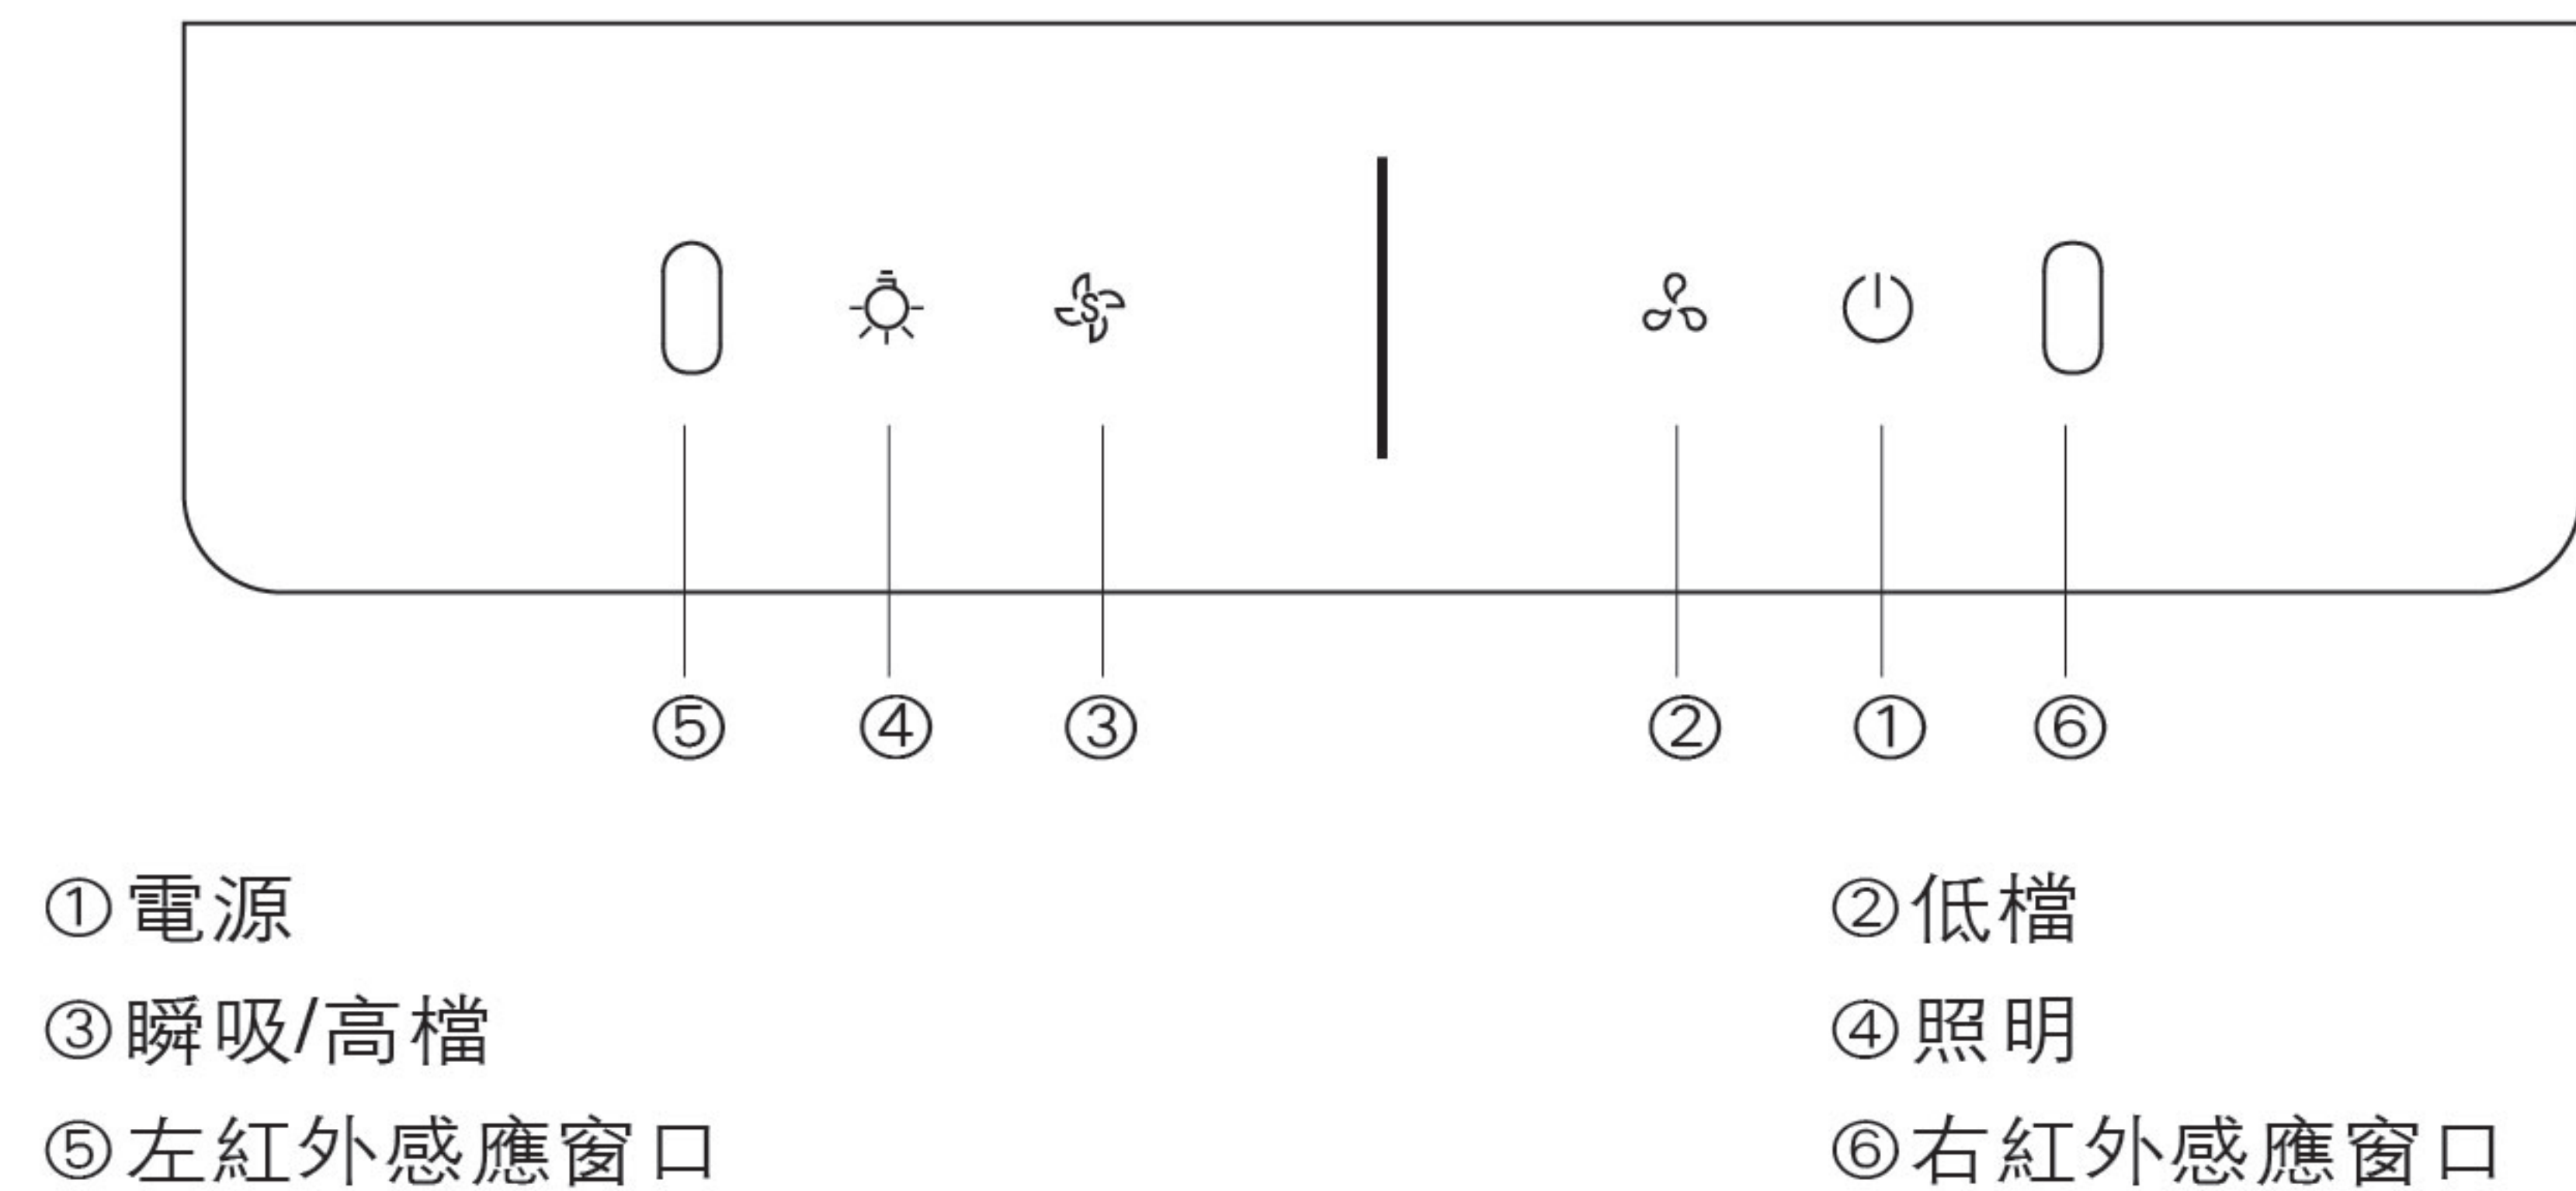 ⑤ ④ ③ ② ① ⑥
①電源 ②低檔
③瞬吸/高檔 ④照明
⑤左紅外感應窗口 ⑥右紅外感應窗口